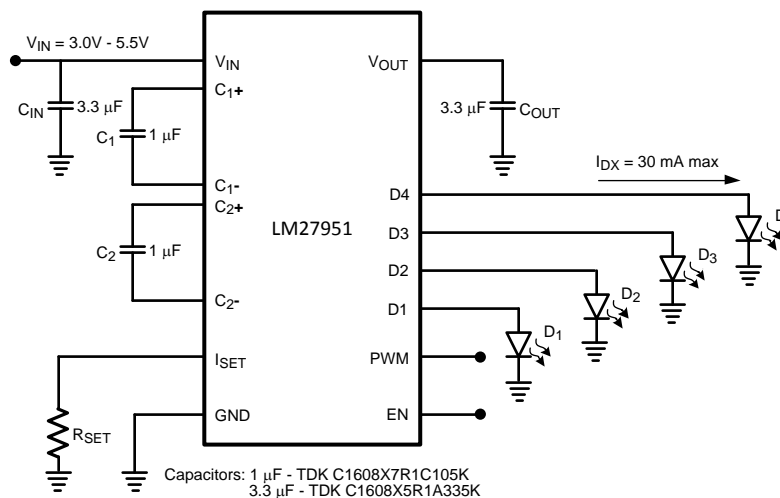 V_IN = 3.0V - 5.5V
V_IN
V_OUT
C_IN
3.3 μF
C_1+
C_1
1 μF
C_1-
C_2+
C_2
1 μF
C_2-
LM27951
3.3 μF
C_OUT
I_DX = 30 mA max
D4
D
D3
D_3
D2
D_2
D1
D_1
I_SET
PWM
R_SET
GND
EN
Capacitors: 1 μF - TDK C1608X7R1C105K
3.3 μF - TDK C1608X5R1A335K